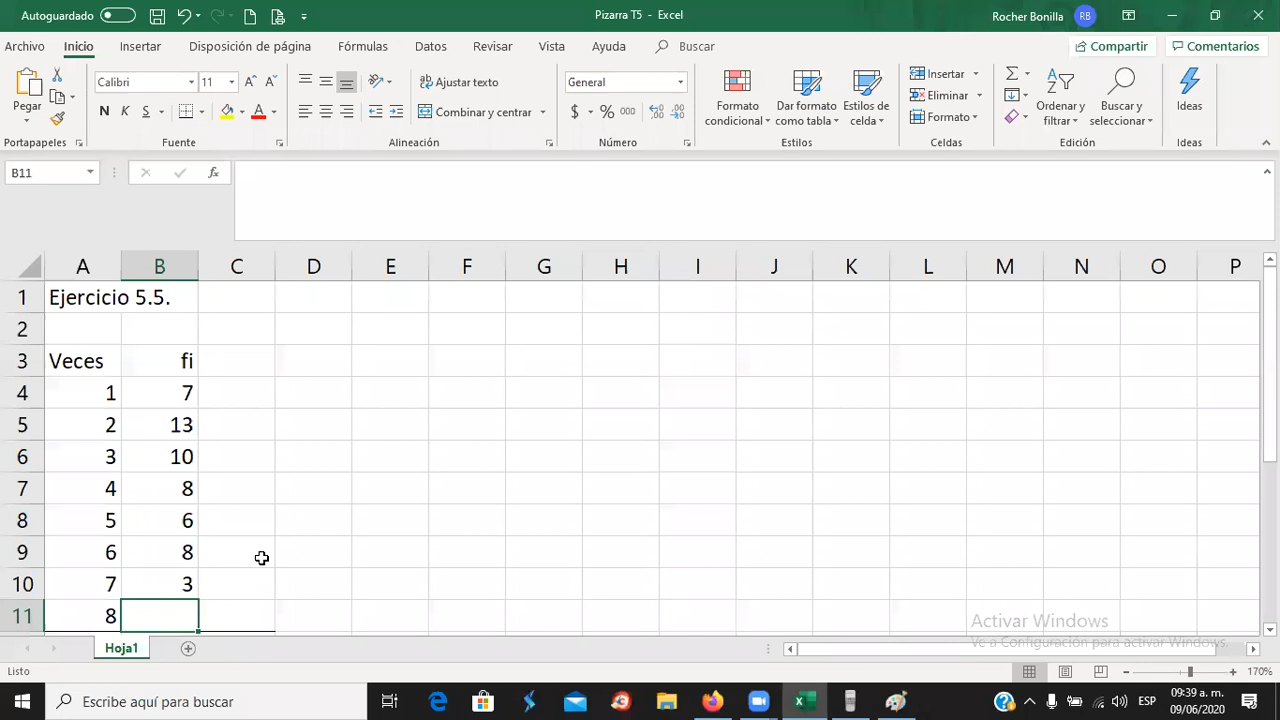 Autoguardado
Pizarra T5 - Excel
Rocher Bonilla RB
Archivo Inicio Insertar Disposición de página Fórmulas Datos Revisar Vista Ayuda Buscar Compartir Comentarios
Pegar
Calibri 11
N K S
Ajustar texto
Combinar y centrar
General
$ % 000
Formato condicional
Dar formato como tabla
Estilos de celda
Insertar
Eliminar
Formato
Ordenar y filtrar
Buscar y seleccionar
Ideas
Portapapeles Fuente Alineación Número Estilos Celdas Edición Ideas
B11 fx
A B C D E F G H I J K L M N O P
1 Ejercicio 5.5.
2
3 Veces fi
4 1 7
5 2 13
6 3 10
7 4 8
8 5 6
9 6 8
10 7 3
11 8
Activar Windows
Ve a Configuración para activar Windows.
Hoja1
Listo 170%
Escribe aquí para buscar
ESP
09:39 a. m.
09/06/2020